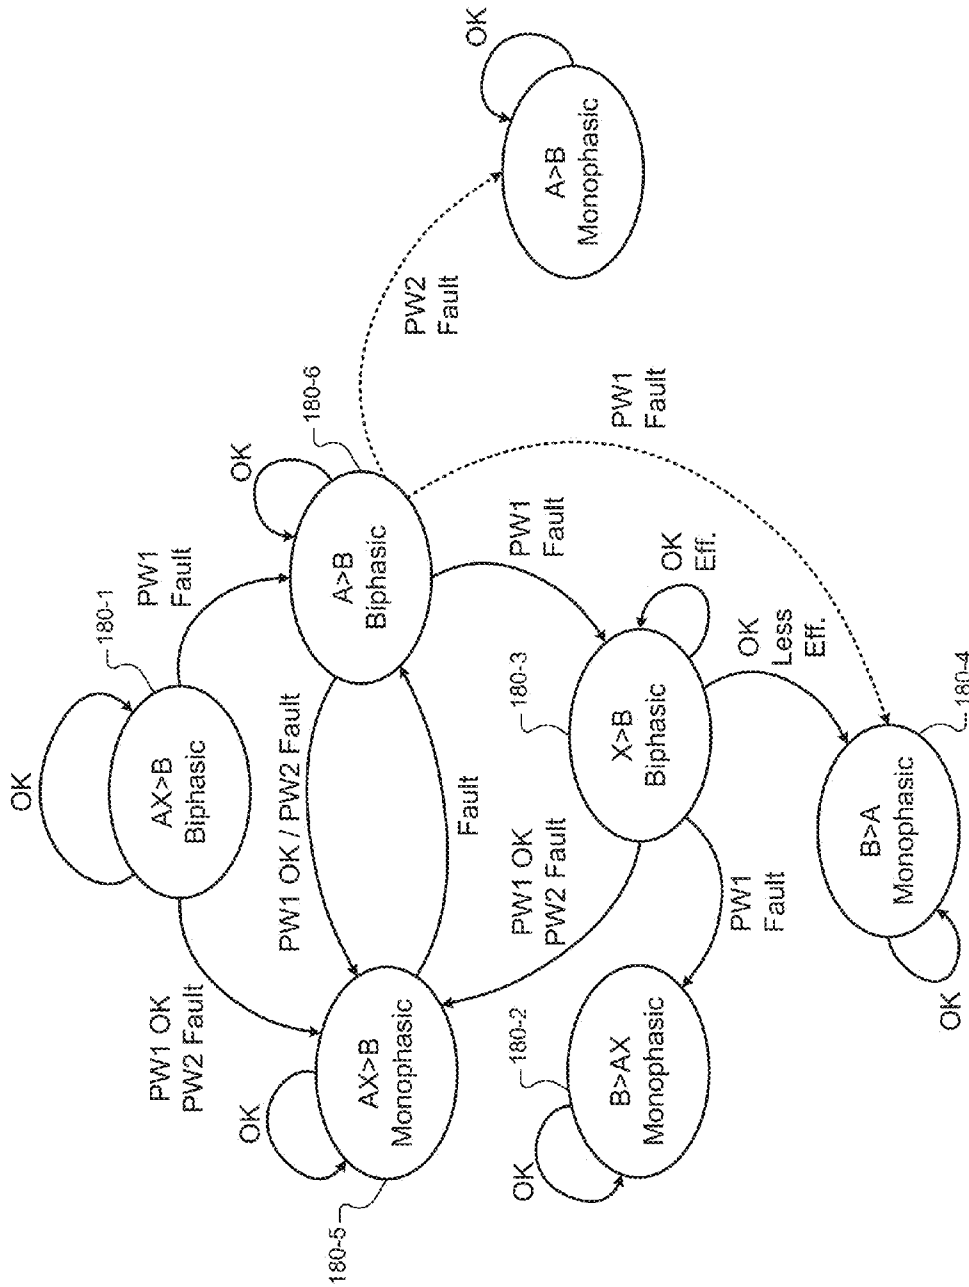 OK
180-1
AX>B
Biphasic
PW1 OK
PW2 Fault
PW1
Fault
OK
OK
180-5
AX>B
Monophasic
PW1 OK / PW2 Fault
Fault
180-6
A>B
Biphasic
PW2
Fault
OK
A>B
Monophasic
OK
180-2
B>AX
Monophasic
PW1 OK
PW2 Fault
180-3
X>B
Biphasic
PW1
Fault
PW1
Fault
OK
Eff.
PW1
Fault
OK
Less
Eff.
OK
B>A
Monophasic
180-4